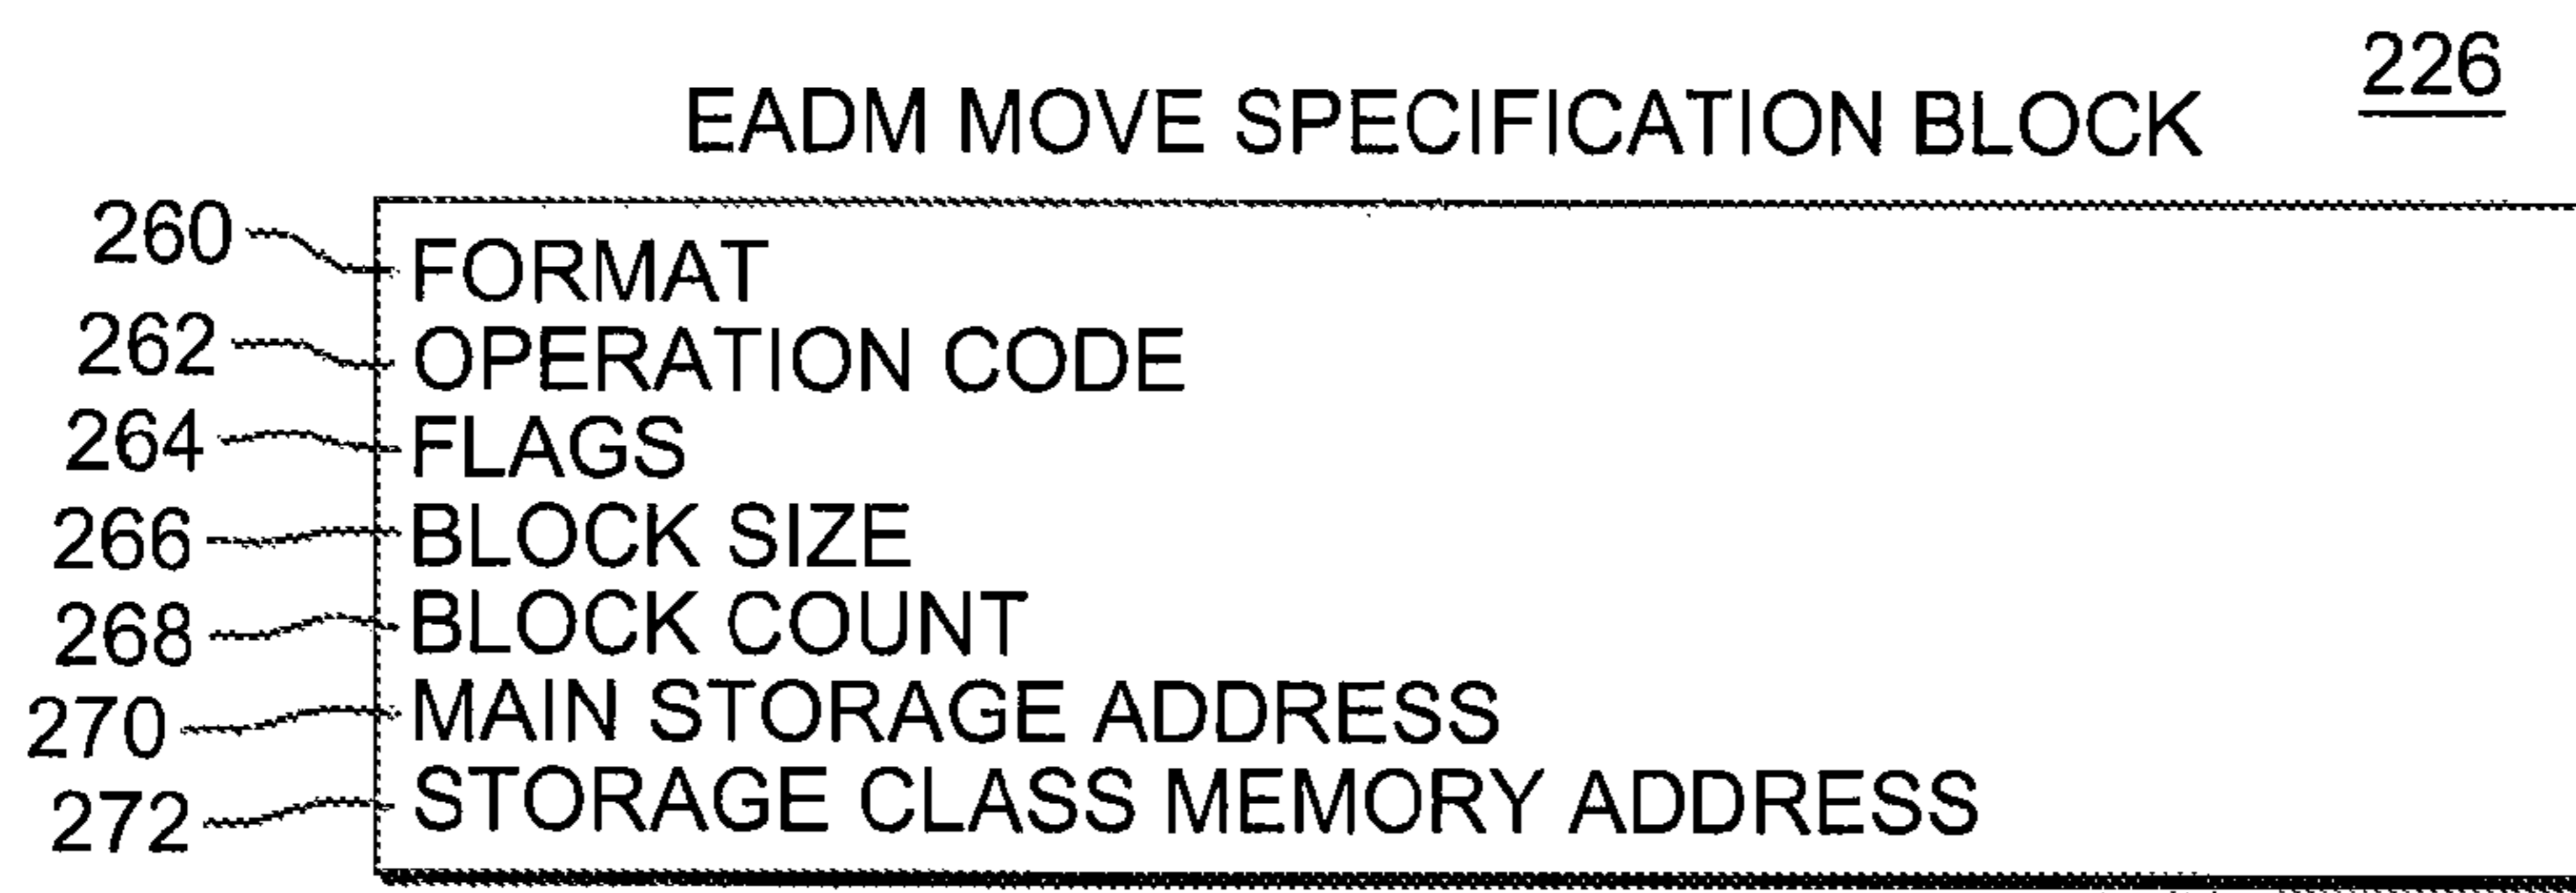 226
EADM MOVE SPECIFICATION BLOCK
260 FORMAT
262 OPERATION CODE
264 FLAGS
266 BLOCK SIZE
268 BLOCK COUNT
270 MAIN STORAGE ADDRESS
272 STORAGE CLASS MEMORY ADDRESS